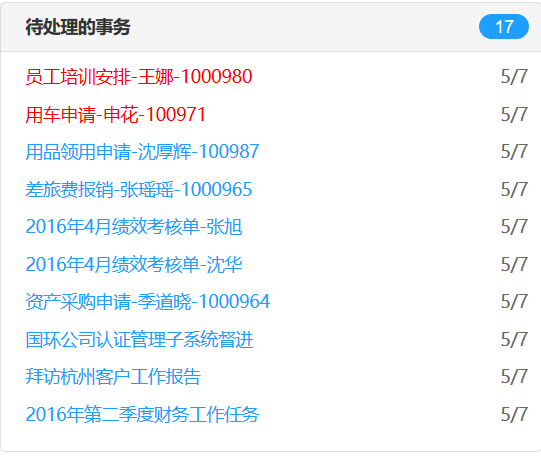 待处理的事务 17
员工培训安排-王娜-1000980 5/7
用车申请-申花-100971 5/7
用品领用申请-沈厚辉-100987 5/7
差旅费报销-张瑶瑶-1000965 5/7
2016年4月绩效考核单-张旭 5/7
2016年4月绩效考核单-沈华 5/7
资产采购申请-季道晓-1000964 5/7
国环公司认证管理子系统督进 5/7
拜访杭州客户工作报告 5/7
2016年第二季度财务工作任务 5/7